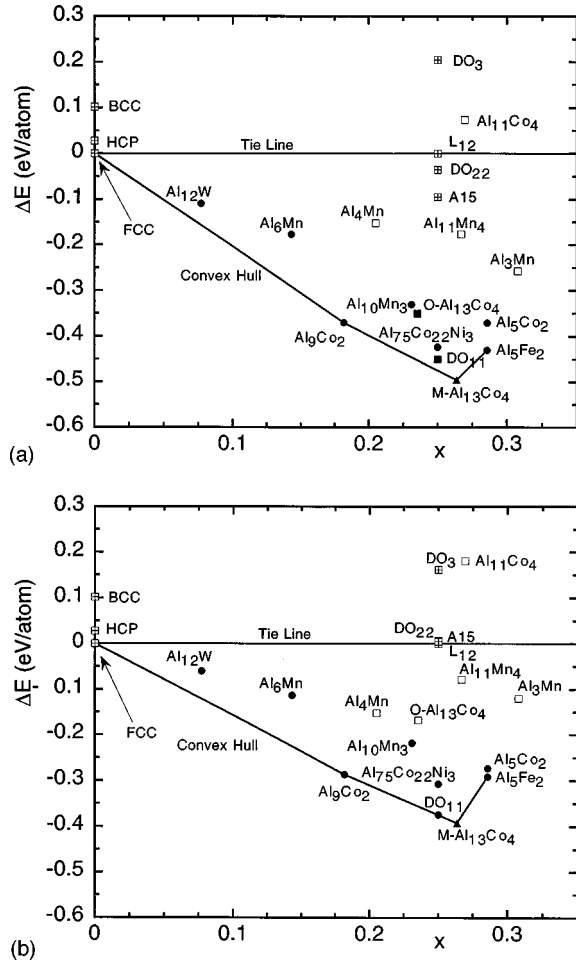 0.3
0.2
0.1
0
-0.1
-0.2
-0.3
-0.4
-0.5
-0.6
ΔE (eV/atom)
DO3
BCC
Al11Co4
HCP
Tie Line
L12
DO22
A15
FCC
Al12W
Al6Mn
Al4Mn
Al11Mn4
Al3Mn
Convex Hull
Al10Mn3
O-Al13Co4
Al9Co2
Al75Co22Ni3
Al5Co2
Al5Fe2
DO11
M-Al13Co4
0 0.1 0.2 0.3
X
(a)
0.3
0.2
0.1
0
-0.1
-0.2
-0.3
-0.4
-0.5
-0.6
ΔE (eV/atom)
DO3
Al11Co4
BCC
HCP
Tie Line
DO22
A15
L12
FCC
Al12W
Al6Mn
Al4Mn
Al11Mn4
Al3Mn
O-Al13Co4
Convex Hull
Al10Mn3
Al9Co2
Al75Co22Ni3
Al5Co2
Al5Fe2
DO11
M-Al13Co4
0 0.1 0.2 0.3
X
(b)